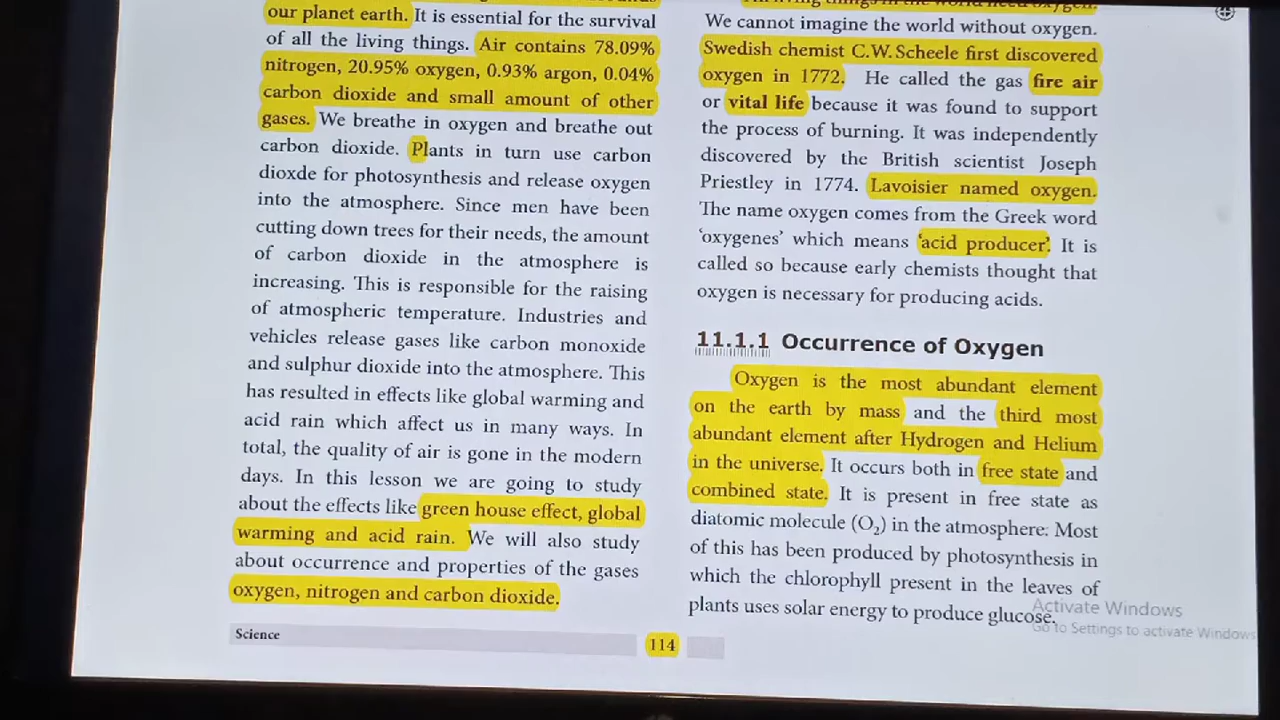 our planet earth. It is essential for the survival
of all the living things. Air contains 78.09%
nitrogen, 20.95% oxygen, 0.93% argon, 0.04%
carbon dioxide and small amount of other
gases. We breathe in oxygen and breathe out
carbon dioxide. Plants in turn use carbon
dioxde for photosynthesis and release oxygen
into the atmosphere. Since men have been
cutting down trees for their needs, the amount
of carbon dioxide in the atmosphere is
increasing. This is responsible for the raising
of atmospheric temperature. Industries and
vehicles release gases like carbon monoxide
and sulphur dioxide into the atmosphere. This
has resulted in effects like global warming and
acid rain which affect us in many ways. In
total, the quality of air is gone in the modern
days. In this lesson we are going to study
about the effects like green house effect, global
warming and acid rain. We will also study
about occurrence and properties of the gases
oxygen, nitrogen and carbon dioxide.
We cannot imagine the world without oxygen.
Swedish chemist C.W.Scheele first discovered
oxygen in 1772. He called the gas fire air
or vital life because it was found to support
the process of burning. It was independently
discovered by the British scientist Joseph
Priestley in 1774. Lavoisier named oxygen.
The name oxygen comes from the Greek word
‘oxygenes’ which means ‘acid producer’. It is
called so because early chemists thought that
oxygen is necessary for producing acids.
11.1.1 Occurrence of Oxygen
Oxygen is the most abundant element
on the earth by mass and the third most
abundant element after Hydrogen and Helium
in the universe. It occurs both in free state and
combined state. It is present in free state as
diatomic molecule (O₂) in the atmosphere. Most
of this has been produced by photosynthesis in
which the chlorophyll present in the leaves of
plants uses solar energy to produce glucose.
Activate Windows
Go to Settings to activate Windows
Science
114